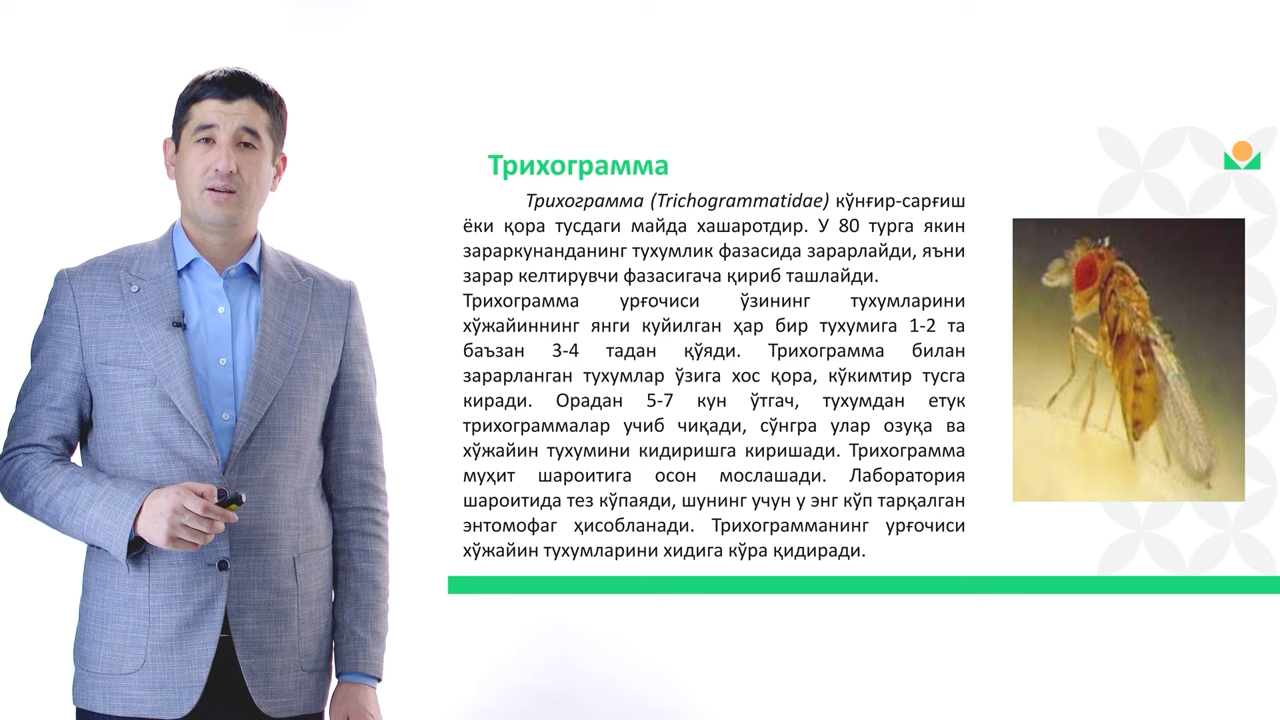 Трихограмма
Трихограмма (Trichogrammatidae) кўнғир-сарғиш
ёки қора тусдаги майда хашаротдир. У 80 турга якин
зараркунанданинг тухумлик фазасида зарарлайди, яъни
зарар келтирувчи фазасигача қириб ташлайди.
Трихограмма урғочиси ўзининг тухумларини
хўжайиннинг янги куйилган ҳар бир тухумига 1-2 та
баъзан 3-4 тадан қўяди. Трихограмма билан
зарарланган тухумлар ўзига хос қора, кўкимтир тусга
киради. Орадан 5-7 кун ўтгач, тухумдан етук
трихограммалар учиб чиқади, сўнгра улар озуқа ва
хўжайин тухумини кидиришга киришади. Трихограмма
муҳит шароитига осон мослашади. Лаборатория
шароитида тез кўпаяди, шунинг учун у энг кўп тарқалган
энтомофаг ҳисобланади. Трихограмманинг урғочиси
хўжайин тухумларини хидига кўра қидиради.